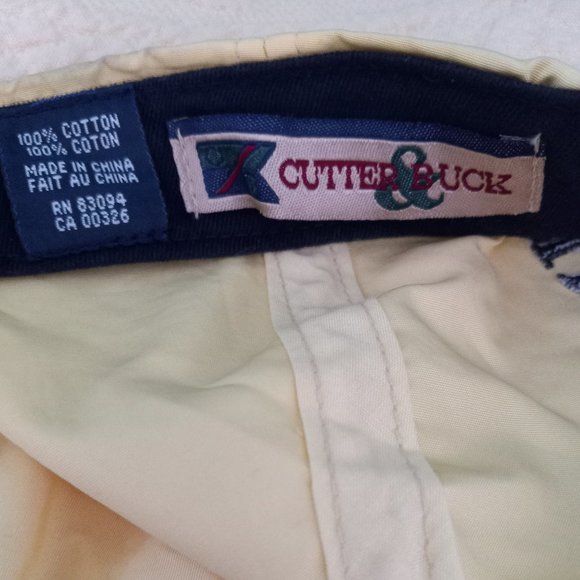 100% COTTON
100% COTON
MADE IN CHINA
FAIT AU CHINA
RN 83094
CA 00326
CUTTER & BUCK